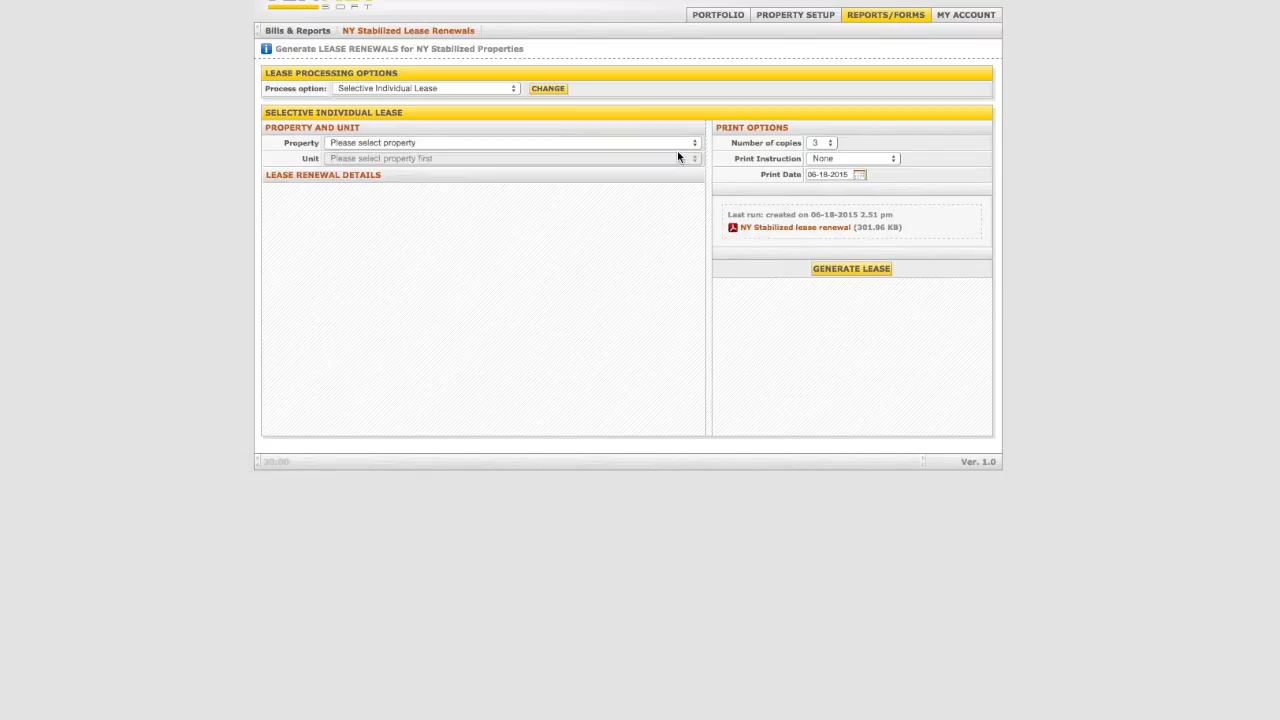 SOFT
PORTFOLIO PROPERTY SETUP REPORTS/FORMS MY ACCOUNT
Bills & Reports NY Stabilized Lease Renewals
Generate LEASE RENEWALS for NY Stabilized Properties
LEASE PROCESSING OPTIONS
Process option: Selective Individual Lease CHANGE
SELECTIVE INDIVIDUAL LEASE
PROPERTY AND UNIT
Property Please select property
Unit Please select property first
LEASE RENEWAL DETAILS
PRINT OPTIONS
Number of copies 3
Print Instruction None
Print Date 06-18-2015
Last run: created on 06-18-2015 2.51 pm
NY Stabilized lease renewal (301.96 KB)
GENERATE LEASE
Ver. 1.0